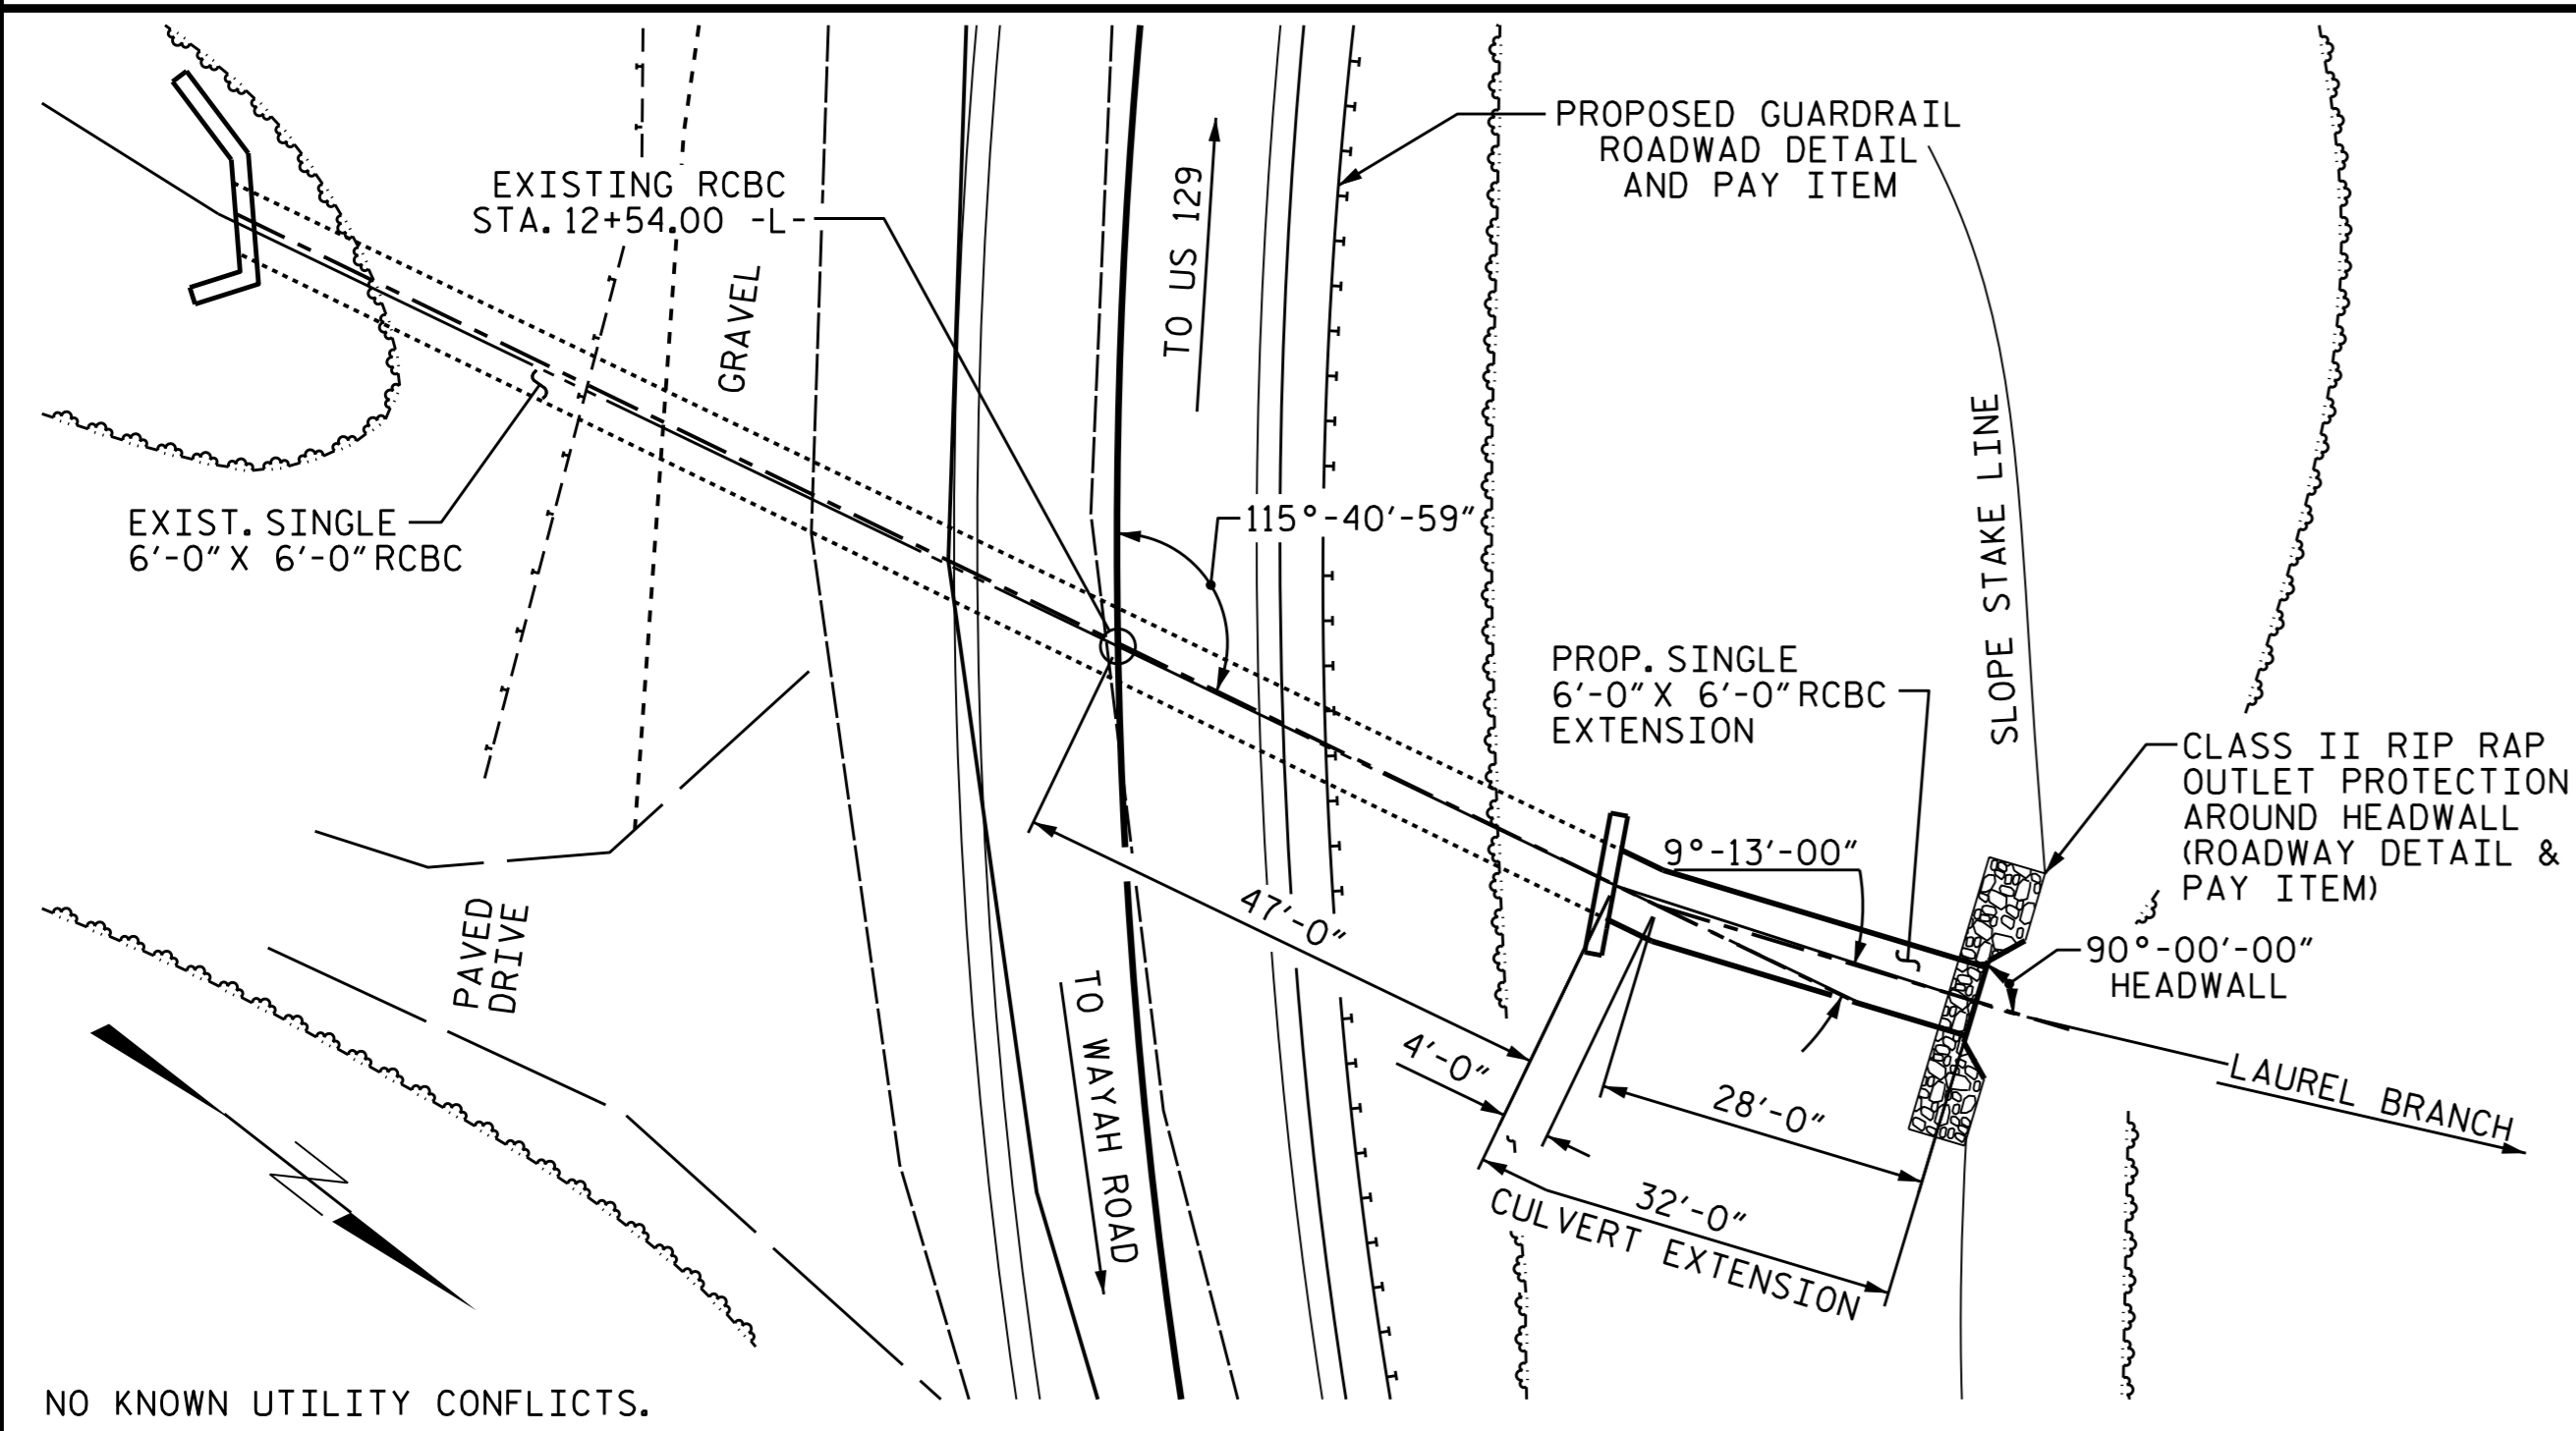 PROPOSED GUARDRAIL
ROADWAD DETAIL
AND PAY ITEM
EXISTING RCBC
STA. 12+54.00 -L-
TO US 129
GRAVEL
EXIST. SINGLE
6'-0" X 6'-0" RCBC
115°-40'-59"
SLOPE STAKE LINE
PROP. SINGLE
6'-0" X 6'-0" RCBC
EXTENSION
CLASS II RIP RAP
OUTLET PROTECTION
AROUND HEADWALL
(ROADWAY DETAIL &
PAY ITEM)
9°-13'-00"
47'-0"
PAVED
DRIVE
90°-00'-00"
HEADWALL
TO WAYAH ROAD
4'-0"
28'-0"
LAUREL BRANCH
32'-0"
CULVERT EXTENSION
N
NO KNOWN UTILITY CONFLICTS.